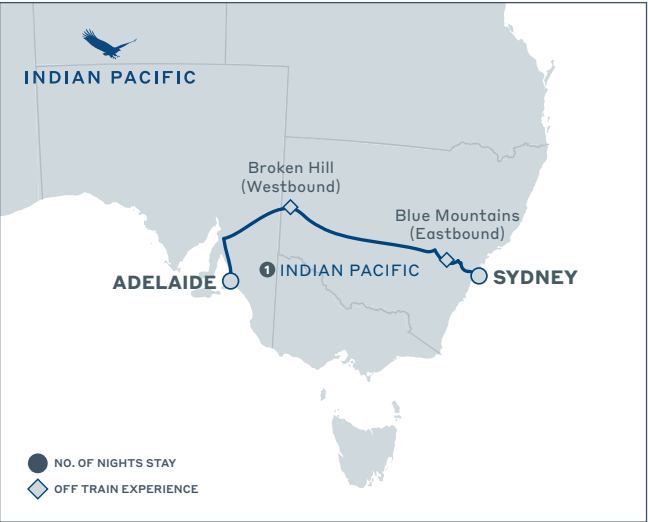 INDIAN PACIFIC
Broken Hill
(Westbound)
Blue Mountains
(Eastbound)
ADELAIDE
1 INDIAN PACIFIC
SYDNEY
NO. OF NIGHTS STAY
OFF TRAIN EXPERIENCE